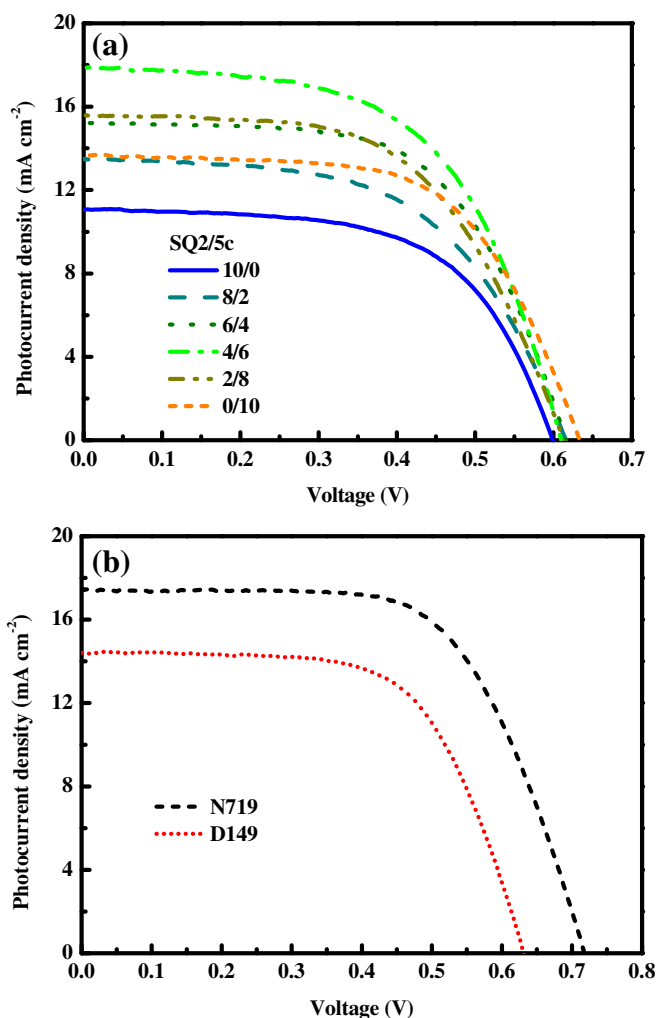 (a)
20
16
12
8
4
0
Photocurrent density (mA cm-2)
SQ2/5c
10/0
8/2
6/4
4/6
2/8
0/10
0.0 0.1 0.2 0.3 0.4 0.5 0.6 0.7
Voltage (V)
(b)
20
16
12
8
4
0
Photocurrent density (mA cm-2)
N719
D149
0.0 0.1 0.2 0.3 0.4 0.5 0.6 0.7 0.8
Voltage (V)